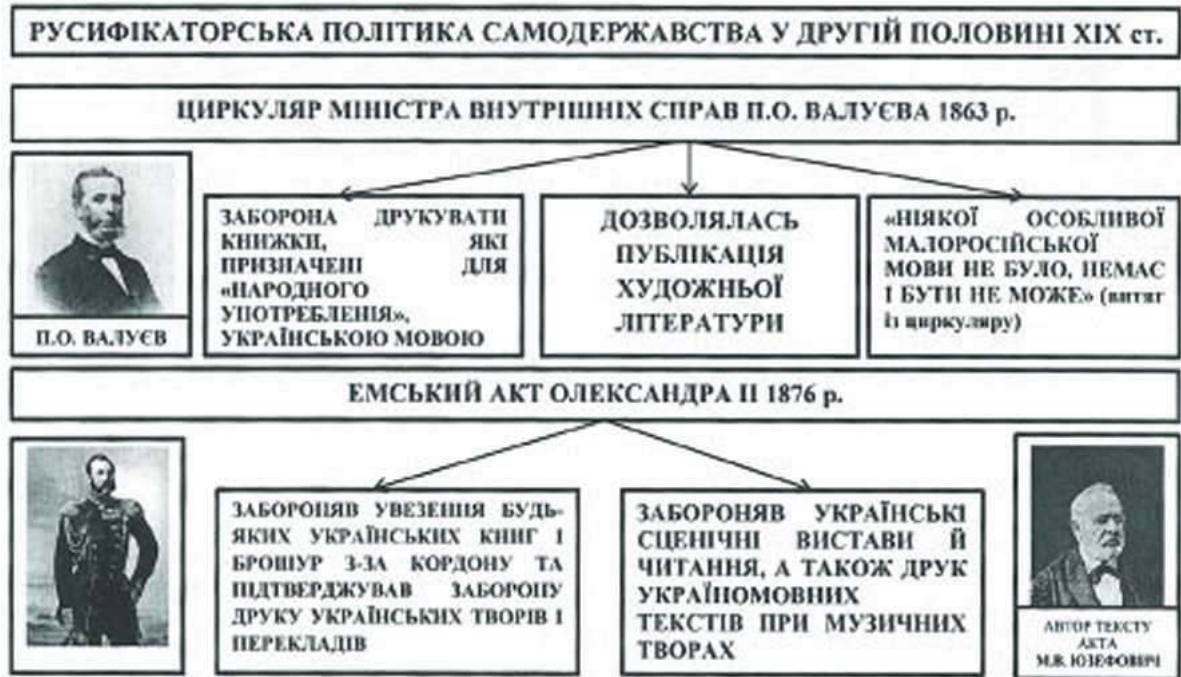 РУСИФІКАТОРСЬКА ПОЛІТИКА САМОДЕРЖАВСТВА У ДРУГІЙ ПОЛОВИНІ XIX ст.
ЦИРКУЛЯР МІНІСТРА ВНУТРІШНІХ СПРАВ П.О. ВАЛУЄВА 1863 р.
П.О. ВАЛУЄВ
ЗАБОРОНА ДРУКУВАТИ
КНИЖКИ, ЯКІ
ПРИЗНАЧЕНІ ДЛЯ
«НАРОДНОГО
УПОТРЕБЛЕНІЯ»,
УКРАЇНСЬКОЮ МОВОЮ
ДОЗВОЛЯЛАСЬ
ПУБЛІКАЦІЯ
ХУДОЖНЬОЇ
ЛІТЕРАТУРИ
«НІЯКОЇ ОСОБЛИВОЇ
МАЛОРОСІЙСЬКОЇ
МОВИ НЕ БУЛО, НЕМАЄ
І БУТИ НЕ МОЖЕ» (витяг
із циркуляру)
ЕМСЬКИЙ АКТ ОЛЕКСАНДРА ІІ 1876 р.
ЗАБОРОНЯВ УВЕЗЕННЯ БУДЬ-
ЯКИХ УКРАЇНСЬКИХ КНИГ І
БРОШУР З-ЗА КОРДОНУ ТА
ПІДТВЕРДЖУВАВ ЗАБОРОНУ
ДРУКУ УКРАЇНСЬКИХ ТВОРІВ І
ПЕРЕКЛАДІВ
ЗАБОРОНЯВ УКРАЇНСЬКІ
СЦЕНІЧНІ ВИСТАВИ Й
ЧИТАННЯ, А ТАКОЖ ДРУК
УКРАЇНОМОВНИХ
ТЕКСТІВ ПРИ МУЗИЧНИХ
ТВОРАХ
АВТОР ТЕКСТУ
АКТА
М.В. ЮЗЕФОВИЧ